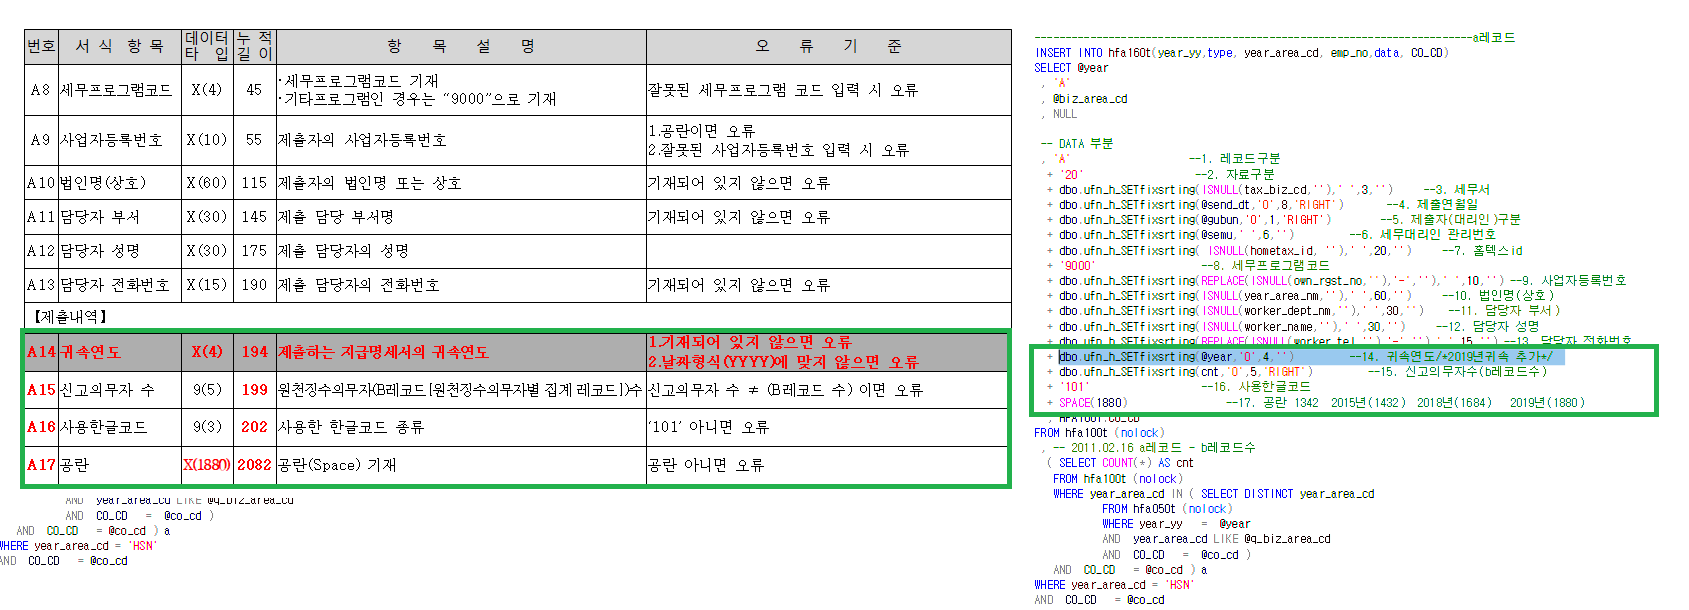 번호 서 식 항 목 데이터 타 입 누 적 길 이 항 목 설 명 오 류 기 준
A8 세무프로그램코드 X(4) 45 ·세무프로그램코드 기재 ·기타프로그램인 경우는 “9000”으로 기재 잘못된 세무프로그램 코드 입력 시 오류
A9 사업자등록번호 X(10) 55 제출자의 사업자등록번호 1.공란이면 오류 2.잘못된 사업자등록번호 입력 시 오류
A10 법인명(상호) X(60) 115 제출자의 법인명 또는 상호 기재되어 있지 않으면 오류
A11 담당자 부서 X(30) 145 제출 담당 부서명 기재되어 있지 않으면 오류
A12 담당자 성명 X(30) 175 제출 담당자의 성명
A13 담당자 전화번호 X(15) 190 제출 담당자의 전화번호 기재되어 있지 않으면 오류
【제출내역】
A14 귀속연도 X(4) 194 제출하는 지급명세서의 귀속연도 1.기재되어 있지 않으면 오류 2.날짜형식(YYYY)에 맞지 않으면 오류
A15 신고의무자 수 9(5) 199 원천징수의무자(B레코드 [원천징수의무자별 집계 레코드])수 신고의무자 수 ≠ (B레코드 수) 이면 오류
A16 사용한글코드 9(3) 202 사용한 한글코드 종류 ‘101’ 아니면 오류
A17 공란 X(1880) 2082 공란(Space) 기재 공란 아니면 오류
AND year_area_cd LIKE @q_biz_area_cd
AND CO_CD = @co_cd )
AND CO_CD = @co_cd ) a
WHERE year_area_cd = 'HSN'
AND CO_CD = @co_cd
--------------------------------------------------------------------------a레코드
INSERT INTO hfa160t(year_yy,type, year_area_cd, emp_no,data, CO_CD)
SELECT @year
, 'A'
, @biz_area_cd
, NULL
-- DATA 부분
, 'A' --1. 레코드구분
+ '20' --2. 자료구분
+ dbo.ufn_h_SETfixsrting(ISNULL(tax_biz_cd,''),' ',3,'') --3. 세무서
+ dbo.ufn_h_SETfixsrting(@send_dt,'0',8,'RIGHT') --4. 제출연월일
+ dbo.ufn_h_SETfixsrting(@gubun,'0',1,'RIGHT') --5. 제출자(대리인)구분
+ dbo.ufn_h_SETfixsrting(@semu,' ',6,'') --6. 세무대리인 관리번호
+ dbo.ufn_h_SETfixsrting( ISNULL(hometax_id, ''),' ',20,'') --7. 홈텍스id
+ '9000' --8. 세무프로그램코드
+ dbo.ufn_h_SETfixsrting(REPLACE(ISNULL(own_rgst_no,''),'-',''),' ',10,'') --9. 사업자등록번호
+ dbo.ufn_h_SETfixsrting(ISNULL(year_area_nm,''),' ',60,'') --10. 법인명(상호)
+ dbo.ufn_h_SETfixsrting(ISNULL(worker_dept_nm,''),' ',30,'') --11. 담당자 부서)
+ dbo.ufn_h_SETfixsrting(ISNULL(worker_name,''),' ',30,'') --12. 담당자 성명
+ dbo.ufn_h_SETfixsrting(REPLACE(ISNULL(worker_tel,''),'-',''),' ',15,'') --13. 담당자 전화번호
+ dbo.ufn_h_SETfixsrting(@year,'0',4,'') --14. 귀속연도/*2019년귀속 추가*/
+ dbo.ufn_h_SETfixsrting(cnt,'0',5,'RIGHT') --15. 신고의무자수(b레코드수)
+ '101' --16. 사용한글코드
+ SPACE(1880) --17. 공란 1342 2015년(1432) 2018년(1684) 2019년(1880)
, HFA100T.CO_CD
FROM hfa100t (nolock)
, -- 2011.02.16 a레코드 - b레코드수
( SELECT COUNT(*) AS cnt
FROM hfa100t (nolock)
WHERE year_area_cd IN ( SELECT DISTINCT year_area_cd
FROM hfa050t (nolock)
WHERE year_yy = @year
AND year_area_cd LIKE @q_biz_area_cd
AND CO_CD = @co_cd )
AND CO_CD = @co_cd ) a
WHERE year_area_cd = 'HSN'
AND CO_CD = @co_cd